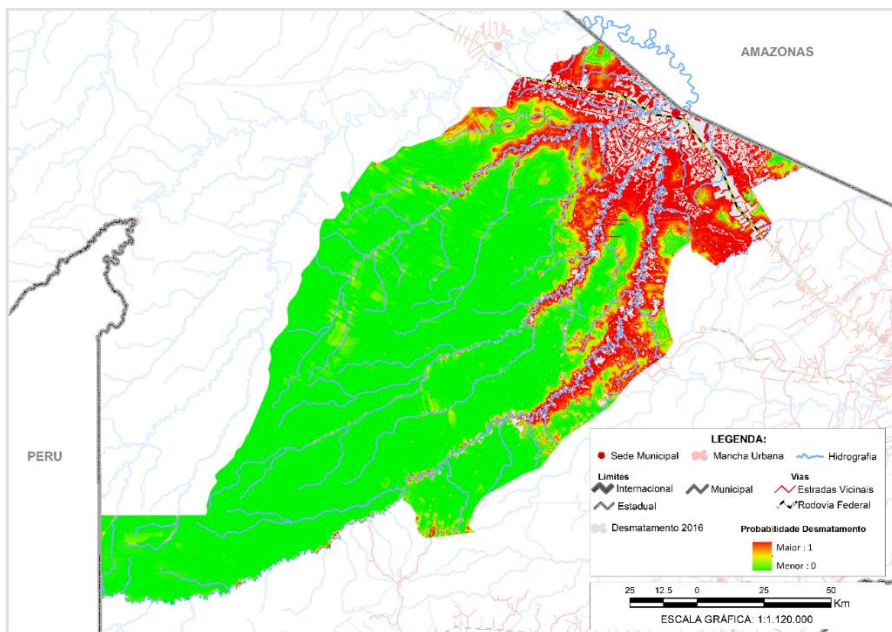 AMAZONAS
PERU
LEGENDA:
Sede Municipal Mancha Urbana Hidrografia
Limites Vias
Internacional Municipal Estradas Vicinais
Estadual Rodovia Federal
Desmatamento 2016 Probabilidade Desmatamento
Maior : 1
Menor : 0
25 12.5 0 25 50
Km
ESCALA GRÁFICA: 1:1.120.000